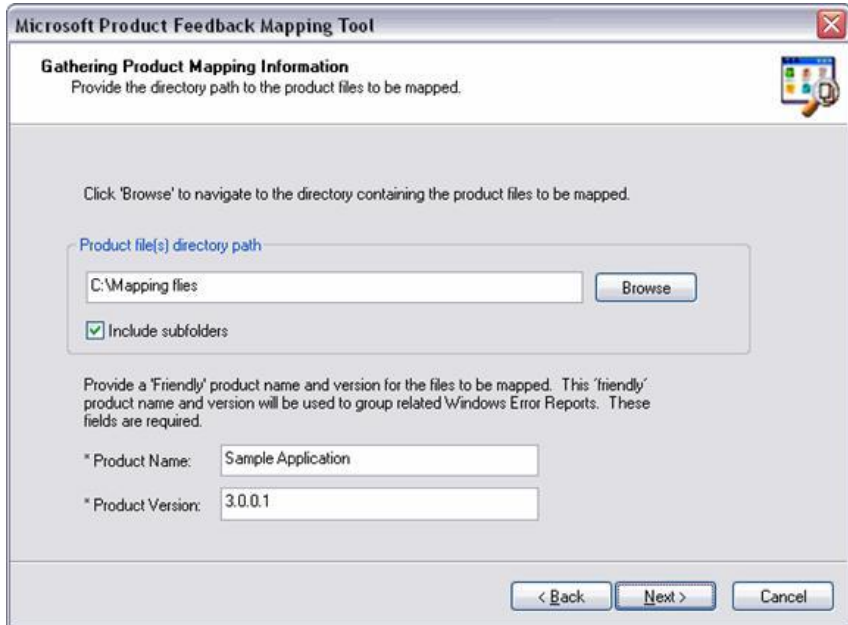 Microsoft Product Feedback Mapping Tool
Gathering Product Mapping Information
Provide the directory path to the product files to be mapped.
Click 'Browse' to navigate to the directory containing the product files to be mapped.
Product file(s) directory path
C:\Mapping flies
Browse
Include subfolders
Provide a 'Friendly' product name and version for the files to be mapped. This ´friendly´
product name and version will be used to group related Windows Error Reports. These
fields are required.
* Product Name: Sample Application
* Product Version: 3.0.0.1
< Back Next > Cancel